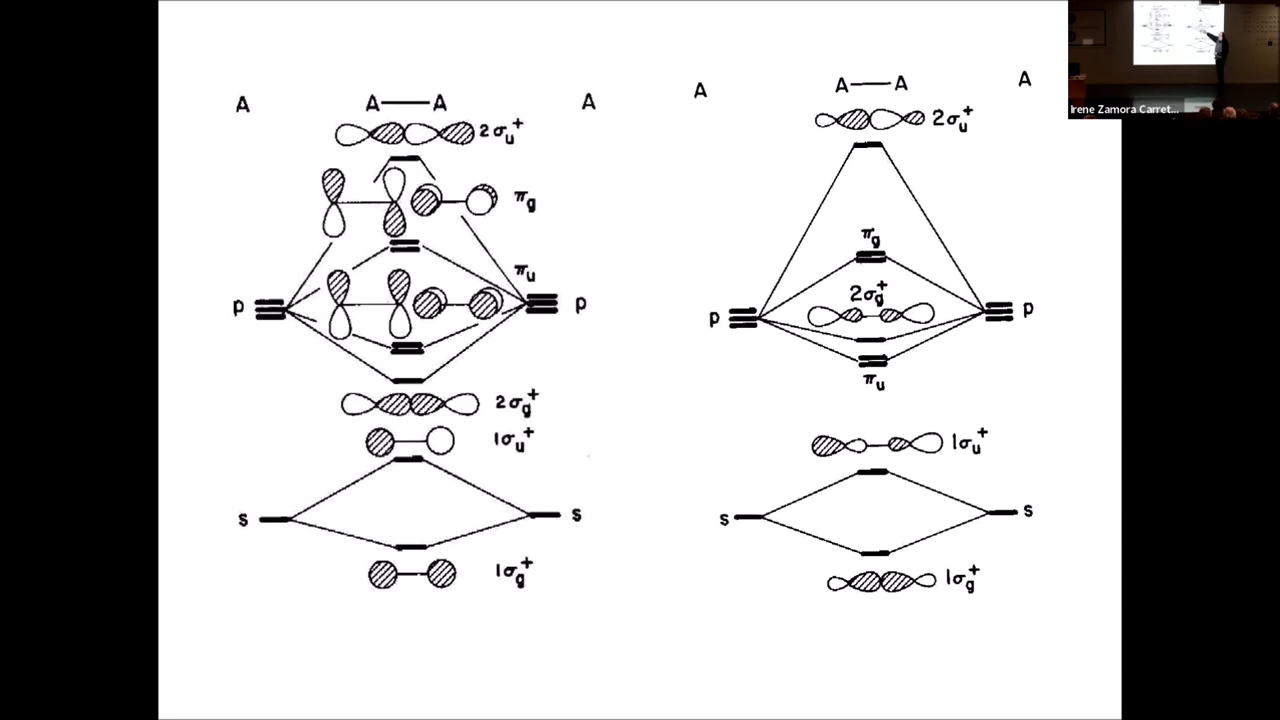 A A—A A
2σu+
πg
πu
p p
2σg+
1σu+
s s
1σg+
A A—A A
2σu+
πg
2σg+
p p
πu
1σu+
s s
1σg+
Irene Zamora Carret...